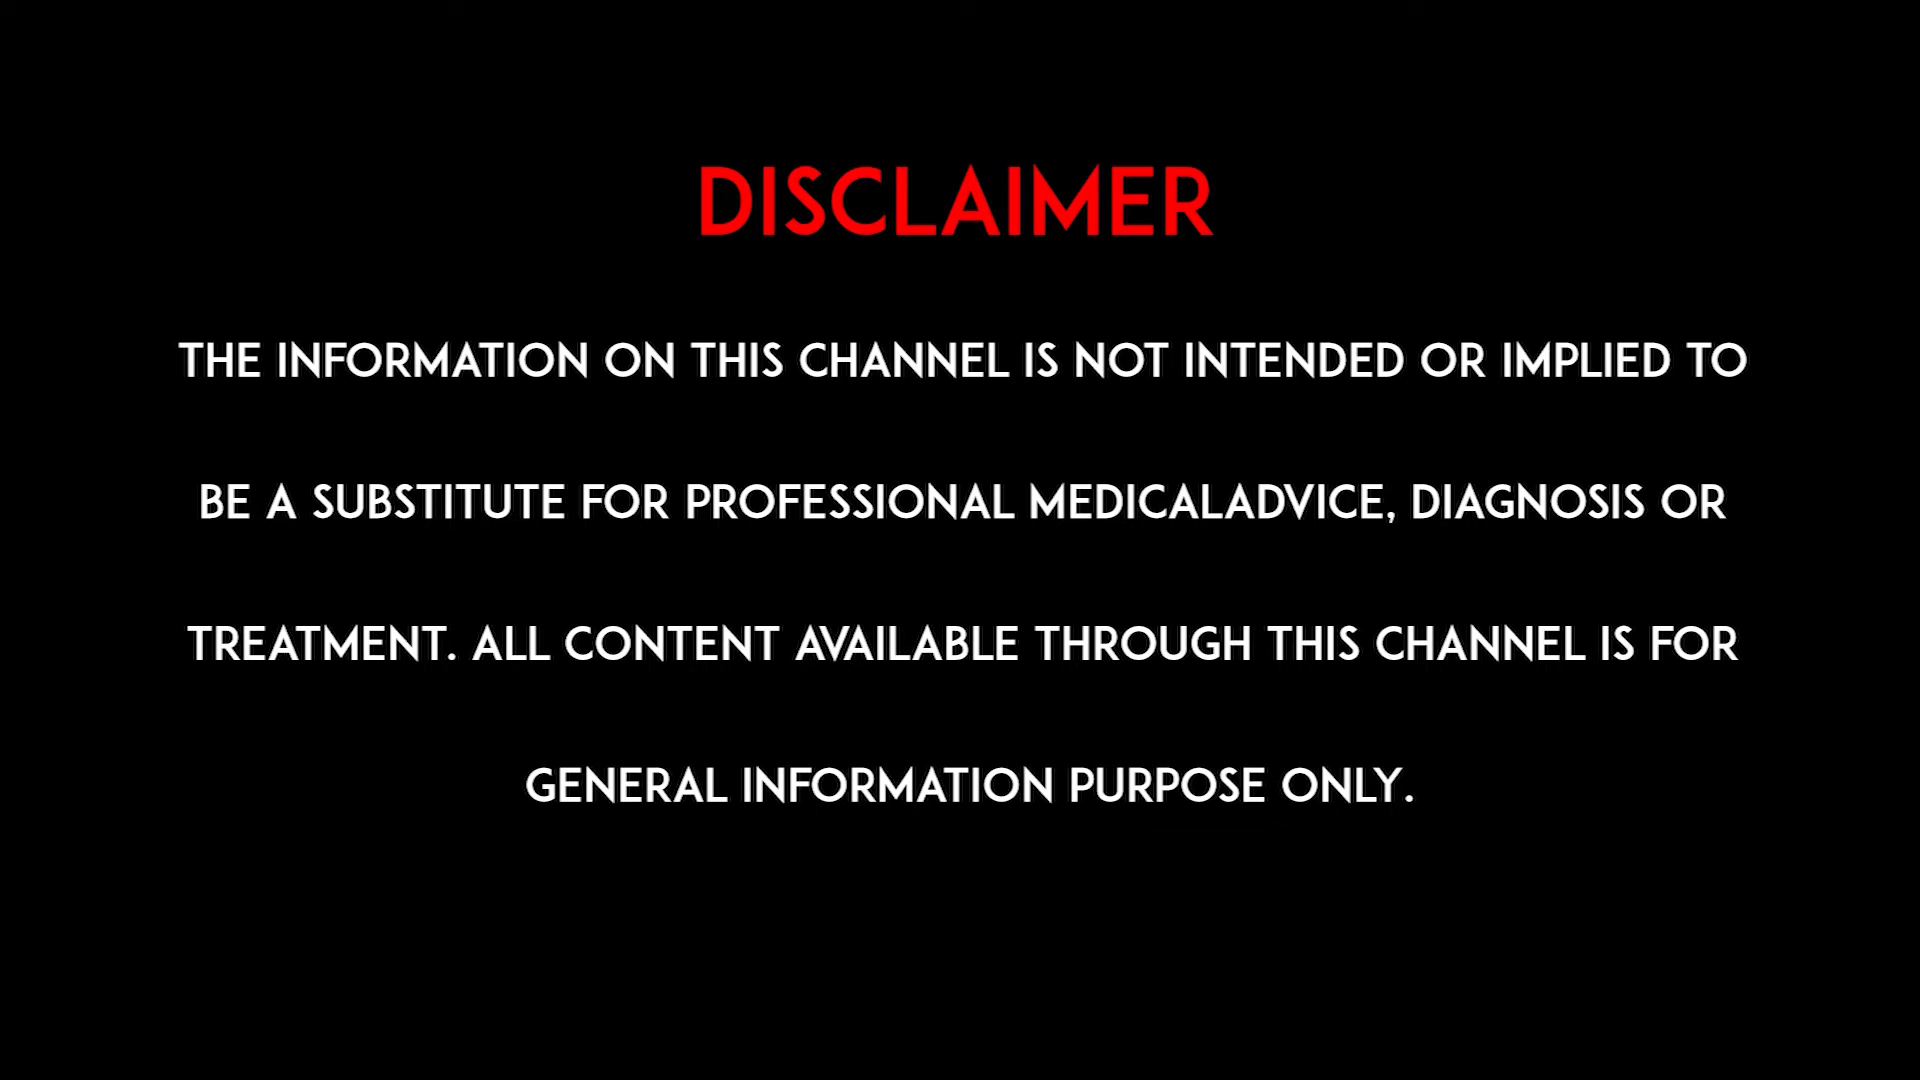 DISCLAIMER
THE INFORMATION ON THIS CHANNEL IS NOT INTENDED OR IMPLIED TO
BE A SUBSTITUTE FOR PROFESSIONAL MEDICALADVICE, DIAGNOSIS OR
TREATMENT. ALL CONTENT AVAILABLE THROUGH THIS CHANNEL IS FOR
GENERAL INFORMATION PURPOSE ONLY.